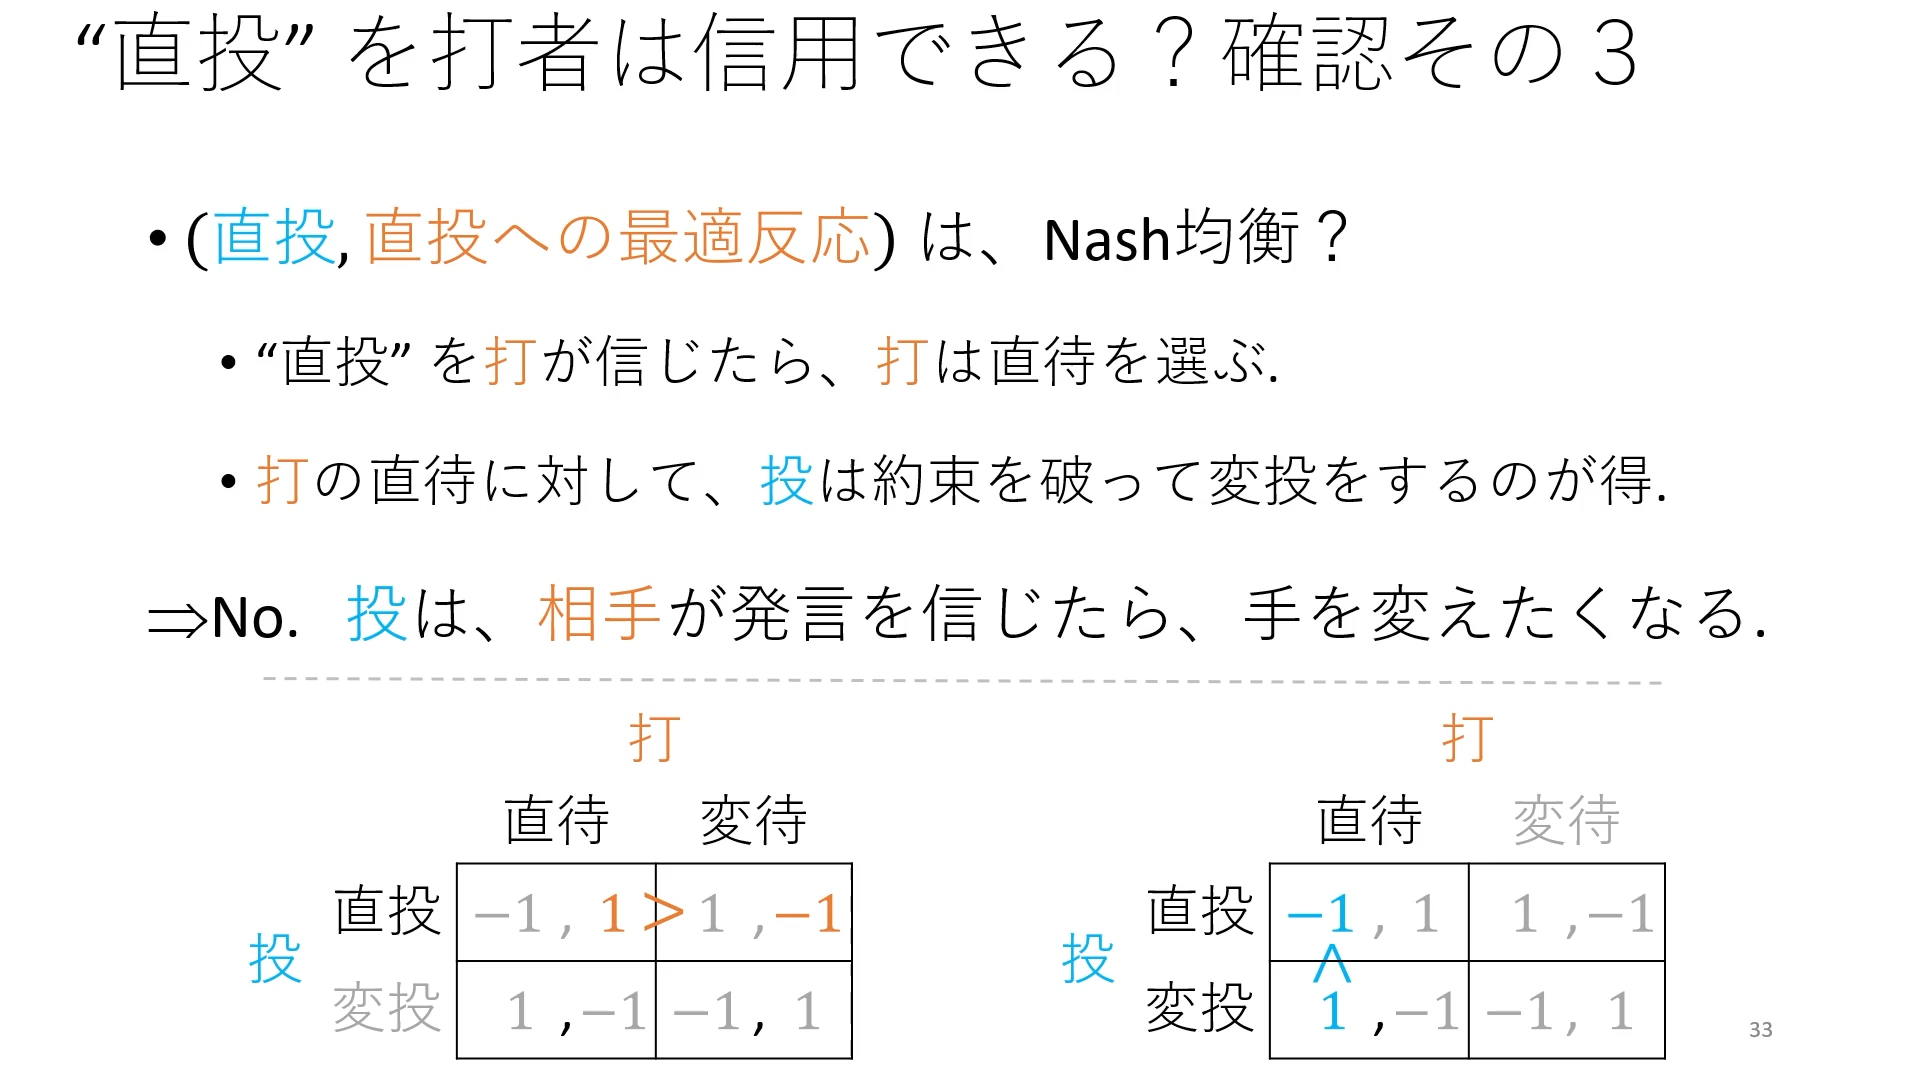 “直投” を打者は信用できる？確認その３
• (直投, 直投への最適反応) は、Nash均衡？
• “直投” を打が信じたら、打は直待を選ぶ.
• 打の直待に対して、投は約束を破って変投をするのが得.
⇒No. 投は、相手が発言を信じたら、手を変えたくなる.
打
直待 変待
投
直投 −1 , 1 > 1 , −1
変投 1 , −1 −1 , 1
打
直待 変待
投
直投 −1 , 1 1 , −1
∧
変投 1 , −1 −1 , 1
33